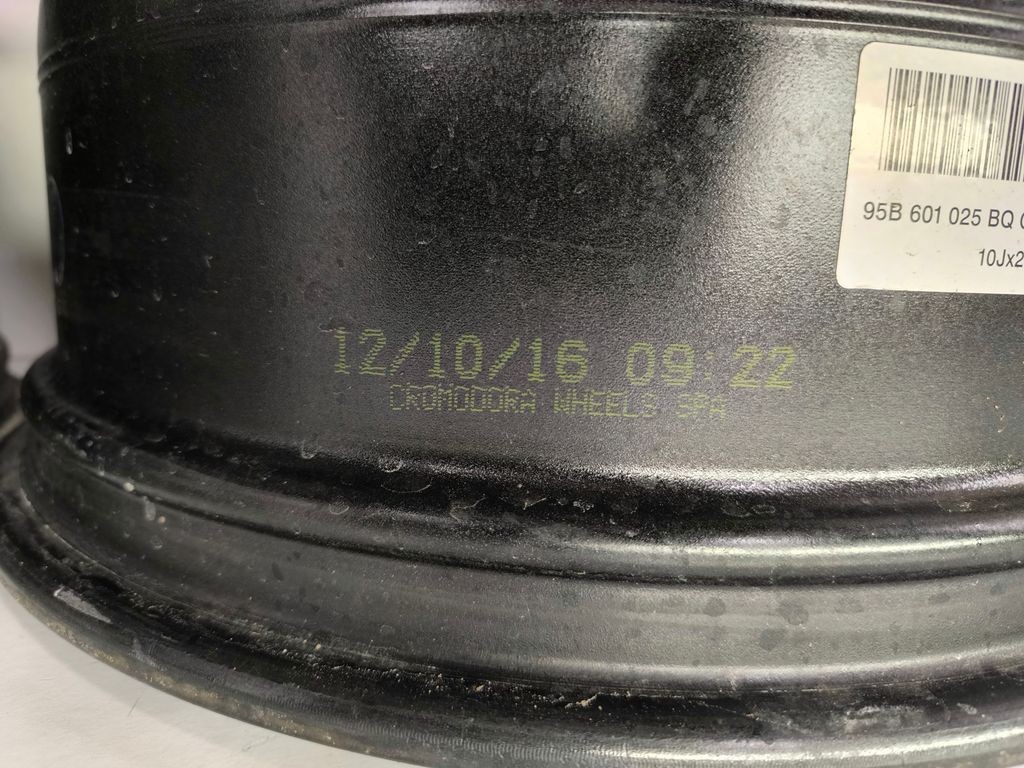 95B 601 025 BQ
10Jx2
12/10/16 09:22
CROMODORA WHEELS SPA